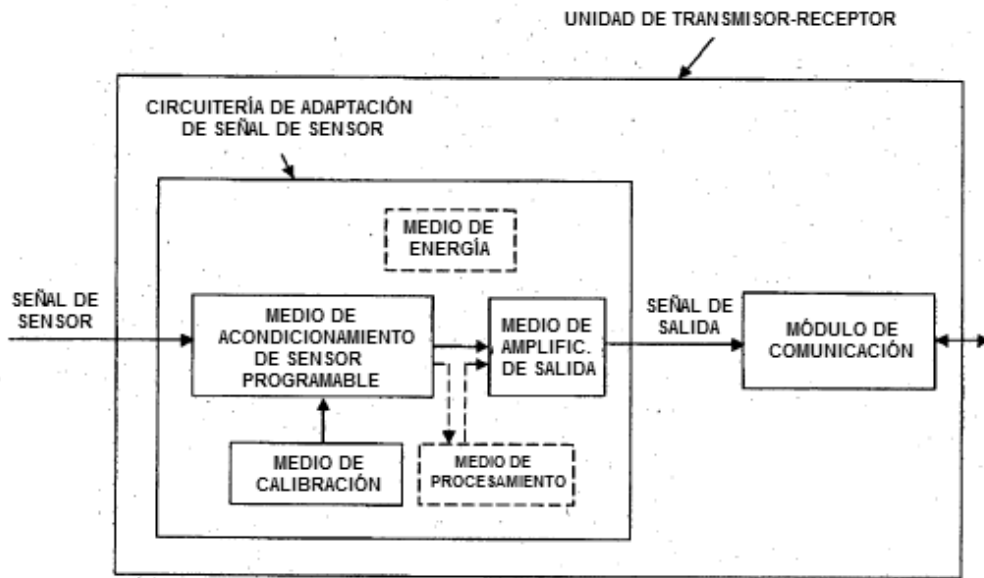 UNIDAD DE TRANSMISOR-RECEPTOR
CIRCUITERÍA DE ADAPTACIÓN
DE SEÑAL DE SENSOR
MEDIO DE
ENERGÍA
SEÑAL DE
SENSOR
MEDIO DE
ACONDICIONAMIENTO
DE SENSOR
PROGRAMABLE
MEDIO DE
AMPLIFIC.
DE SALIDA
SEÑAL DE
SALIDA
MÓDULO DE
COMUNICACIÓN
MEDIO DE
CALIBRACIÓN
MEDIO DE
PROCESAMIENTO